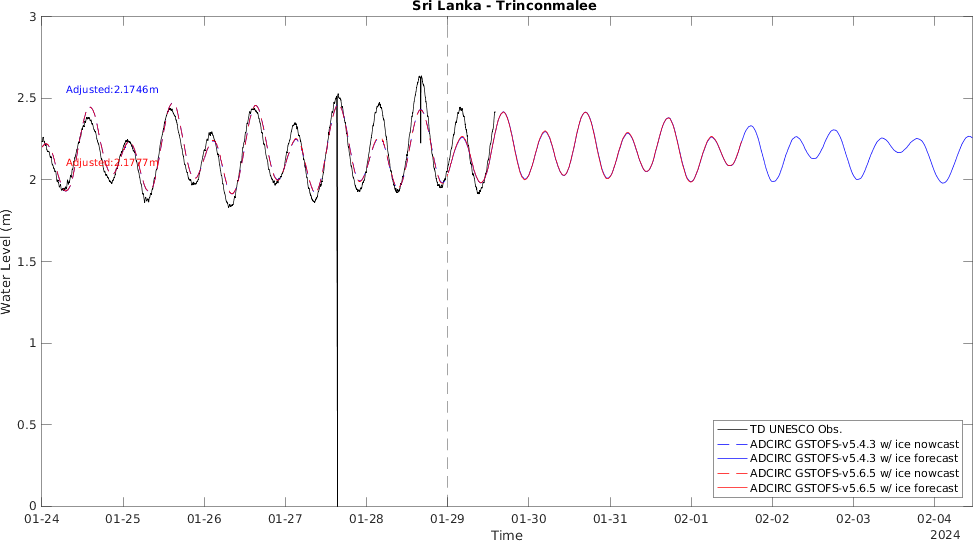 Sri Lanka - Trinconmalee
3
2.5
2
1.5
1
0.5
0
Water Level (m)
Adjusted:2.1746m
Adjusted:2.1777m
TD UNESCO Obs.
ADCIRC GSTOFS-v5.4.3 w/ ice nowcast
ADCIRC GSTOFS-v5.4.3 w/ ice forecast
ADCIRC GSTOFS-v5.6.5 w/ ice nowcast
ADCIRC GSTOFS-v5.6.5 w/ ice forecast
01-24 01-25 01-26 01-27 01-28 01-29 01-30 01-31 02-01 02-02 02-03 02-04
Time
2024